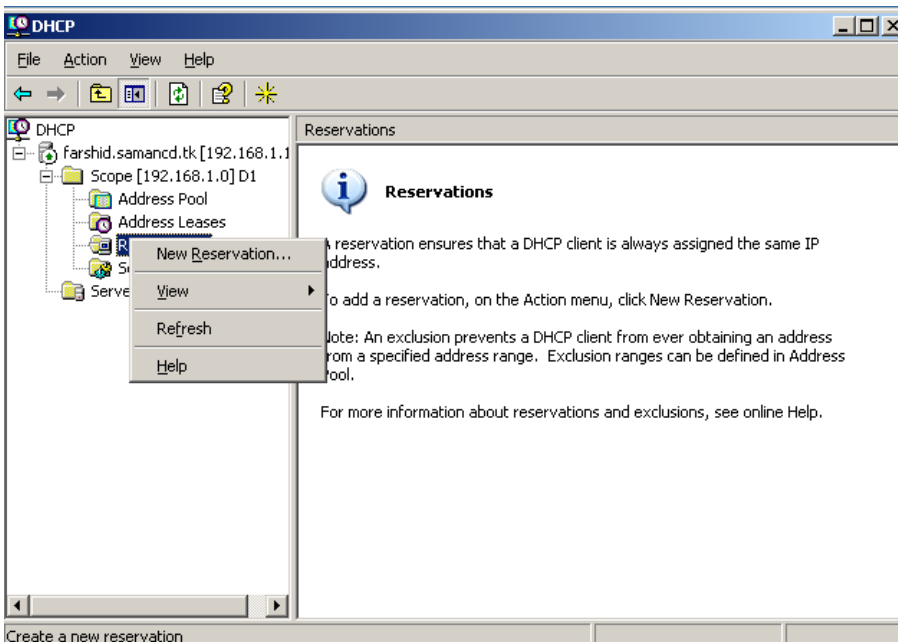 DHCP
File Action View Help
DHCP
Reservations
farshid.samancd.tk [192.168.1.1
Scope [192.168.1.0] D1
Address Pool
Address Leases
R
S
Serve
New Reservation...
View
Refresh
Help
Reservations
A reservation ensures that a DHCP client is always assigned the same IP
address.
To add a reservation, on the Action menu, click New Reservation.
Note: An exclusion prevents a DHCP client from ever obtaining an address
from a specified address range. Exclusion ranges can be defined in Address
Pool.
For more information about reservations and exclusions, see online Help.
Create a new reservation